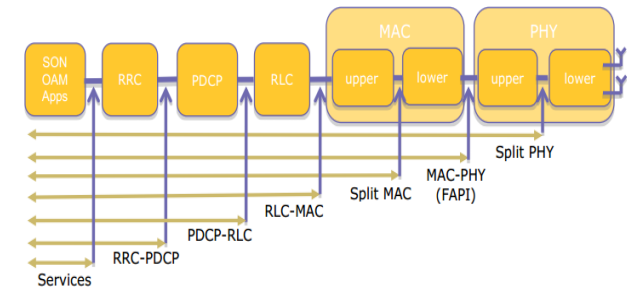 MAC
PHY
SON
OAM
Apps
RRC
PDCP
RLC
upper
lower
upper
lower
Split PHY
MAC-PHY
(FAPI)
Split MAC
RLC-MAC
PDCP-RLC
RRC-PDCP
Services